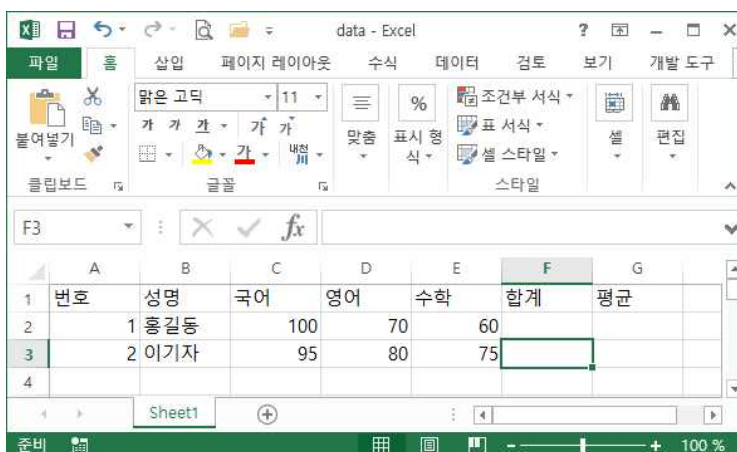 data - Excel
파일 홈 삽입 페이지 레이아웃 수식 데이터 검토 보기 개발 도구
붙여넣기
맑은 고딕 11
가 가 가 가 가
가 내천
川
맞춤
%
표시 형식
조건부 서식
표 서식
셀 스타일
셀
편집
클립보드 글꼴 스타일
F3 fx
A B C D E F G
1 번호 성명 국어 영어 수학 합계 평균
2 1 홍길동 100 70 60
3 2 이기자 95 80 75
4
Sheet1
준비 100 %